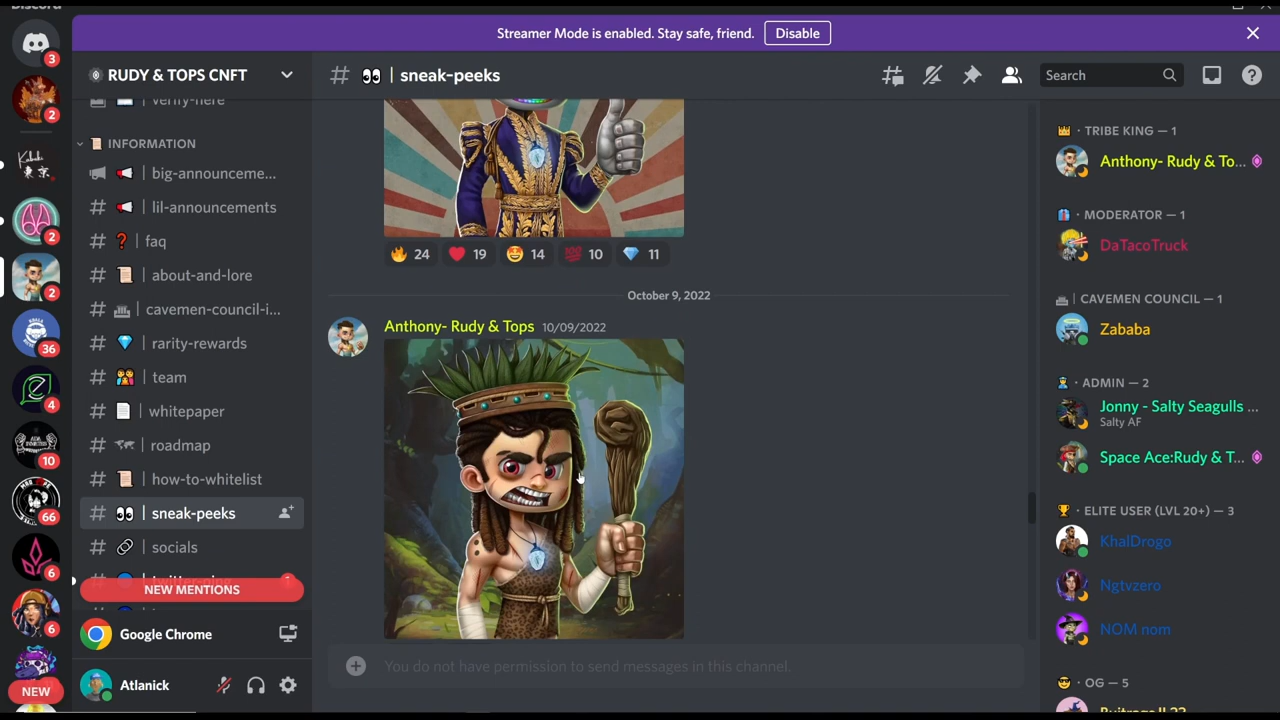 Discord
Streamer Mode is enabled. Stay safe, friend.
Disable
3
2
2
2
36
4
10
66
6
6
NEW
RUDY & TOPS CNFT
verify-here
INFORMATION
big-announceme...
lil-announcements
faq
about-and-lore
cavemen-council-i...
rarity-rewards
team
whitepaper
roadmap
how-to-whitelist
sneak-peeks
socials
NEW MENTIONS
Google Chrome
Atlanick
# | sneak-peeks
Search
24
19
14
10
11
October 9, 2022
Anthony- Rudy & Tops 10/09/2022
You do not have permission to send messages in this channel.
TRIBE KING — 1
Anthony- Rudy & To...
MODERATOR — 1
DaTacoTruck
| CAVEMEN COUNCIL — 1
Zababa
ADMIN — 2
Jonny - Salty Seagulls ...
Salty AF
Space Ace:Rudy & T...
ELITE USER (LVL 20+) — 3
KhalDrogo
Ngtvzero
NOM nom
OG — 5